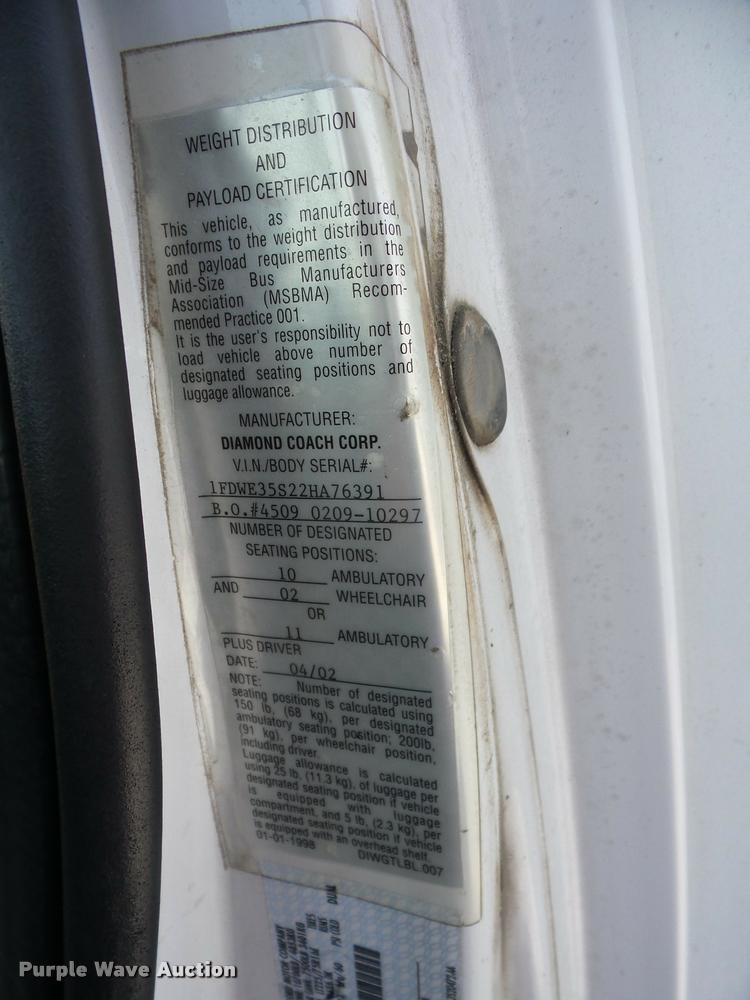 WEIGHT DISTRIBUTION
AND
PAYLOAD CERTIFICATION
This vehicle, as manufactured,
conforms to the weight distribution
and payload requirements in the
Mid-Size Bus Manufacturers
Association (MSBMA) Recom-
mended Practice 001.
It is the user's responsibility not to
load vehicle above number of
designated seating positions and
luggage allowance.
MANUFACTURER:
DIAMOND COACH CORP.
V.I.N./BODY SERIAL#:
1FDWE35S22HA76391
B.O.#4509 0209-10297
NUMBER OF DESIGNATED
SEATING POSITIONS:
10 AMBULATORY
AND 02 WHEELCHAIR
OR
11 AMBULATORY
PLUS DRIVER
DATE: 04/02
NOTE: Number of designated
seating positions is calculated using
150 lb, (68 kg), per designated
ambulatory seating position; 200lb,
(91 kg), per wheelchair position,
including driver.
Luggage allowance is calculated
using 25 lb, (11.3 kg), of luggage per
designated seating position if vehicle
is equipped with luggage
compartment, and 5 lb, (2.3 kg), per
designated seating position if vehicle
is equipped with an overhead shelf.
01-01-1998 DIWGTLBL.007
Purple Wave Auction